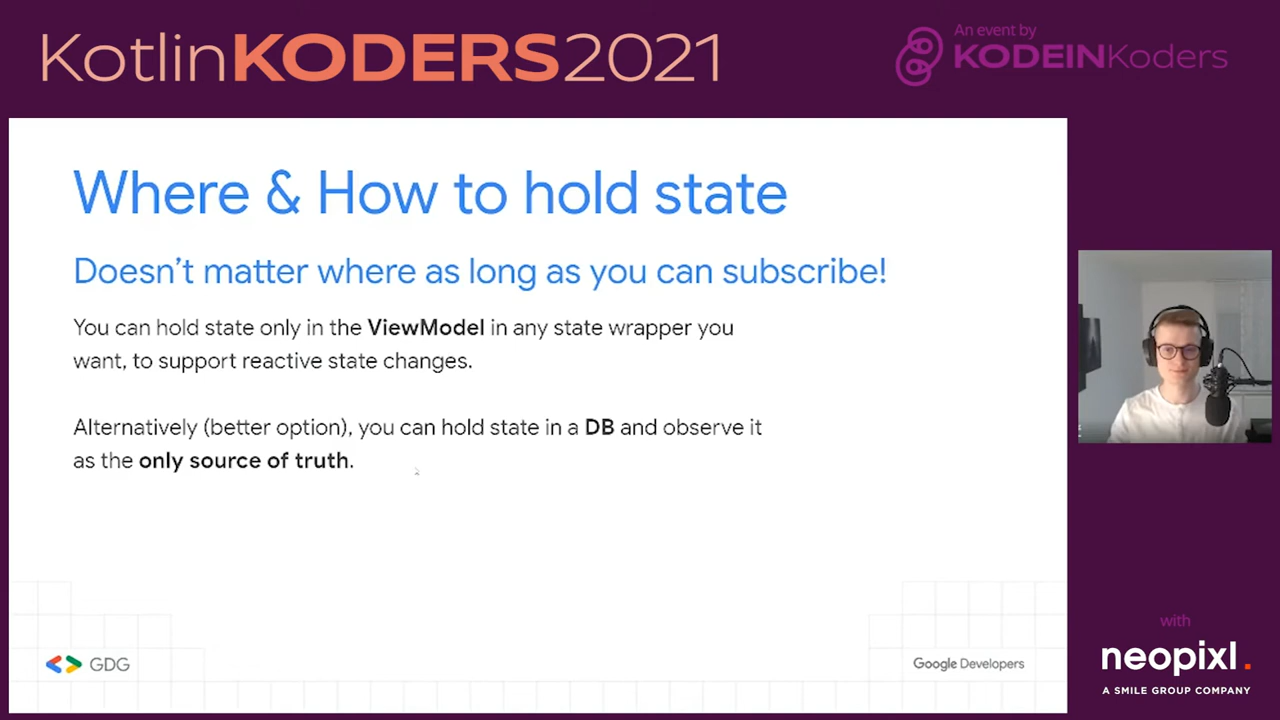 KotlinKODERS2021
An event by
KODEINKoders
Where & How to hold state
Doesn't matter where as long as you can subscribe!
You can hold state only in the ViewModel in any state wrapper you
want, to support reactive state changes.
Alternatively (better option), you can hold state in a DB and observe it
as the only source of truth.
GDG
Google Developers
with
neopixl.
A SMILE GROUP COMPANY